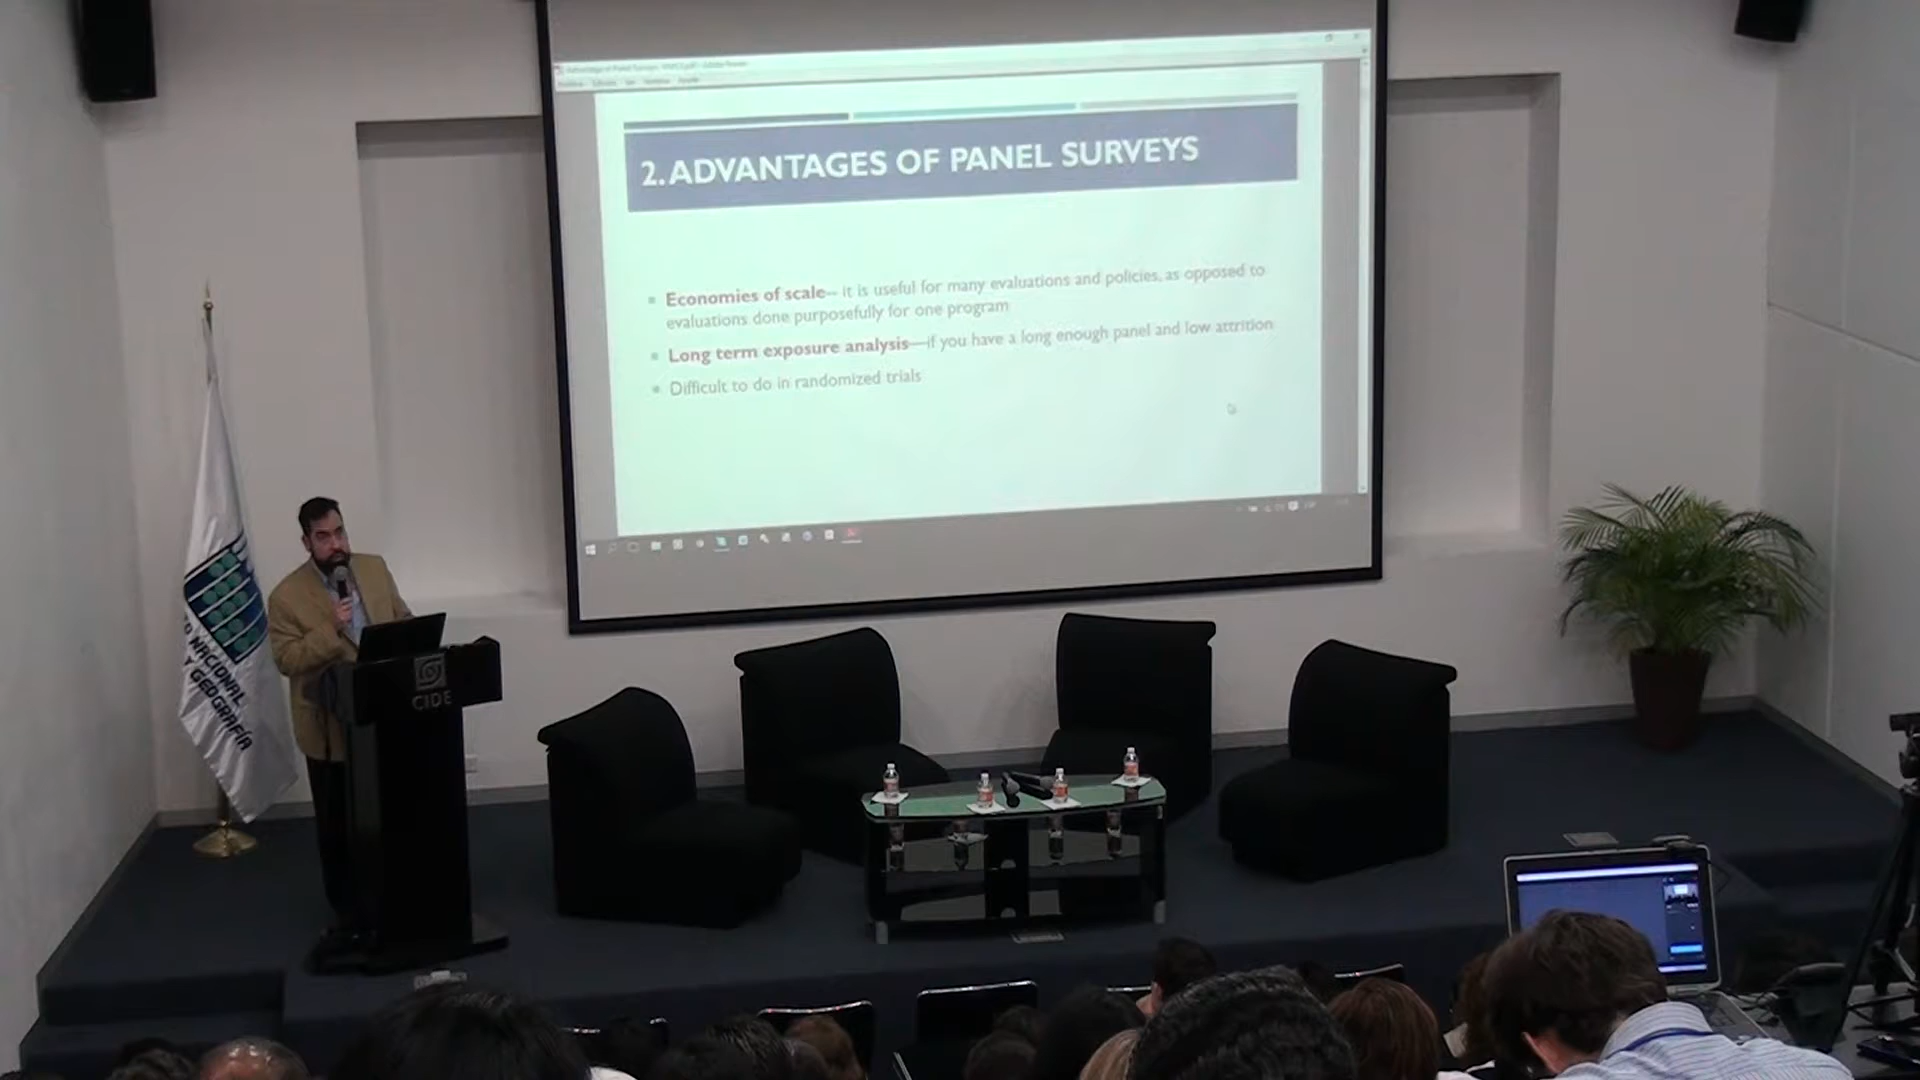 2. ADVANTAGES OF PANEL SURVEYS
Economies of scale-- it is useful for many evaluations and policies, as opposed to
evaluations done purposefully for one program
Long term exposure analysis—if you have a long enough panel and low attrition
Difficult to do in randomized trials
NACIONAL
Y GEOGRAFÍA
CIDE